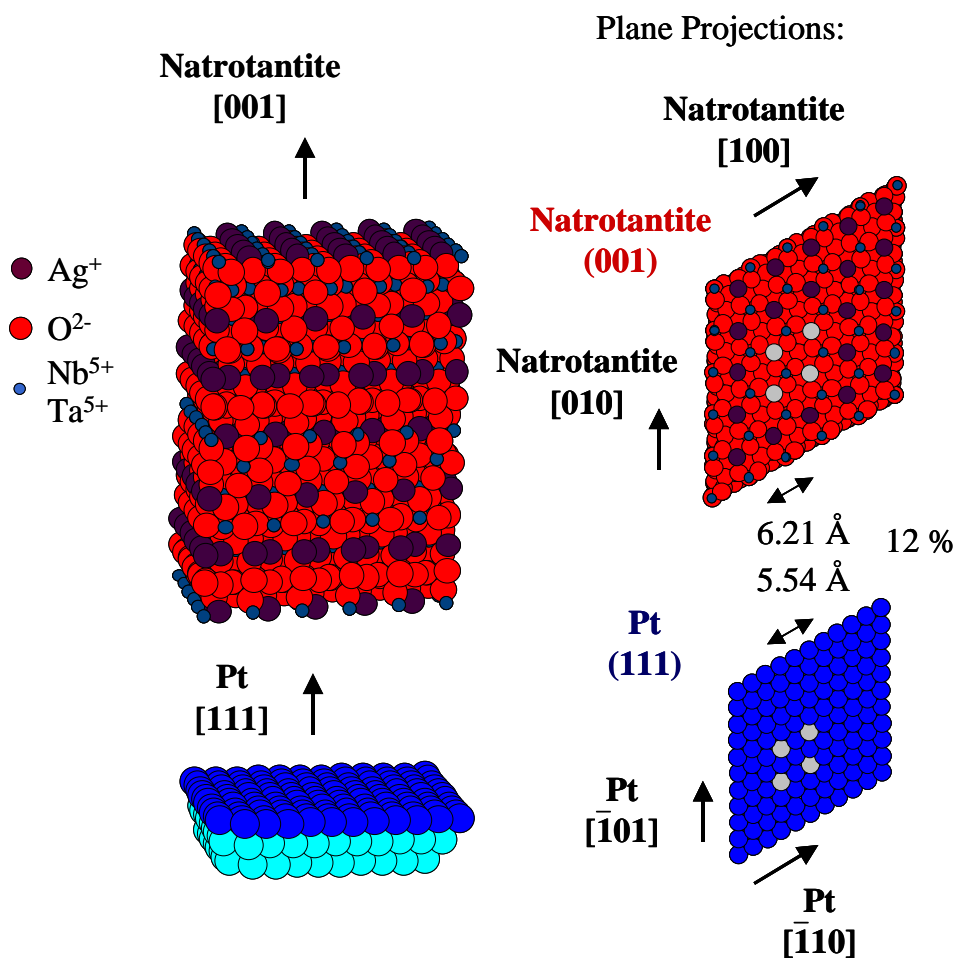 Plane Projections:
Natrotantite
[001]
Natrotantite
[100]
Natrotantite
(001)
Ag⁺
O²⁻
Nb⁵⁺
Ta⁵⁺
Natrotantite
[010]
6.21 Å
12 %
5.54 Å
Pt
(111)
Pt
[111]
Pt
[1̅01]
Pt
[1̅10]